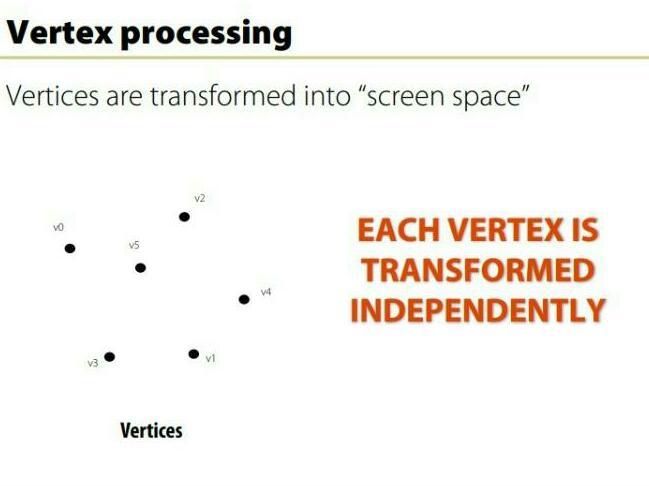 Vertex processing
Vertices are transformed into “screen space”
v2
v0
v5
v4
v3
v1
EACH VERTEX IS
TRANSFORMED
INDEPENDENTLY
Vertices